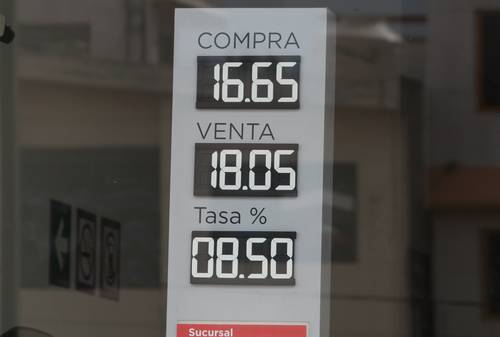 COMPRA
16.65
VENTA
18.05
Tasa %
08.50
Sucursal